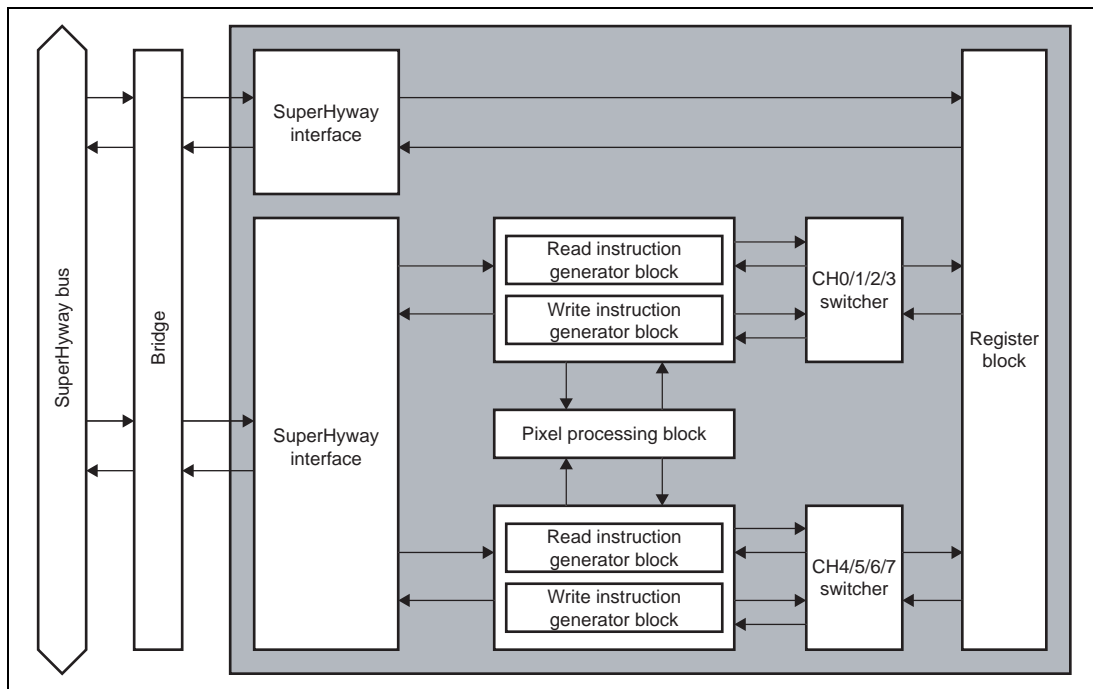 SuperHyway bus
Bridge
SuperHyway
interface
Read instruction
generator block
Write instruction
generator block
CH0/1/2/3
switcher
Register
block
Pixel processing block
SuperHyway
interface
Read instruction
generator block
Write instruction
generator block
CH4/5/6/7
switcher